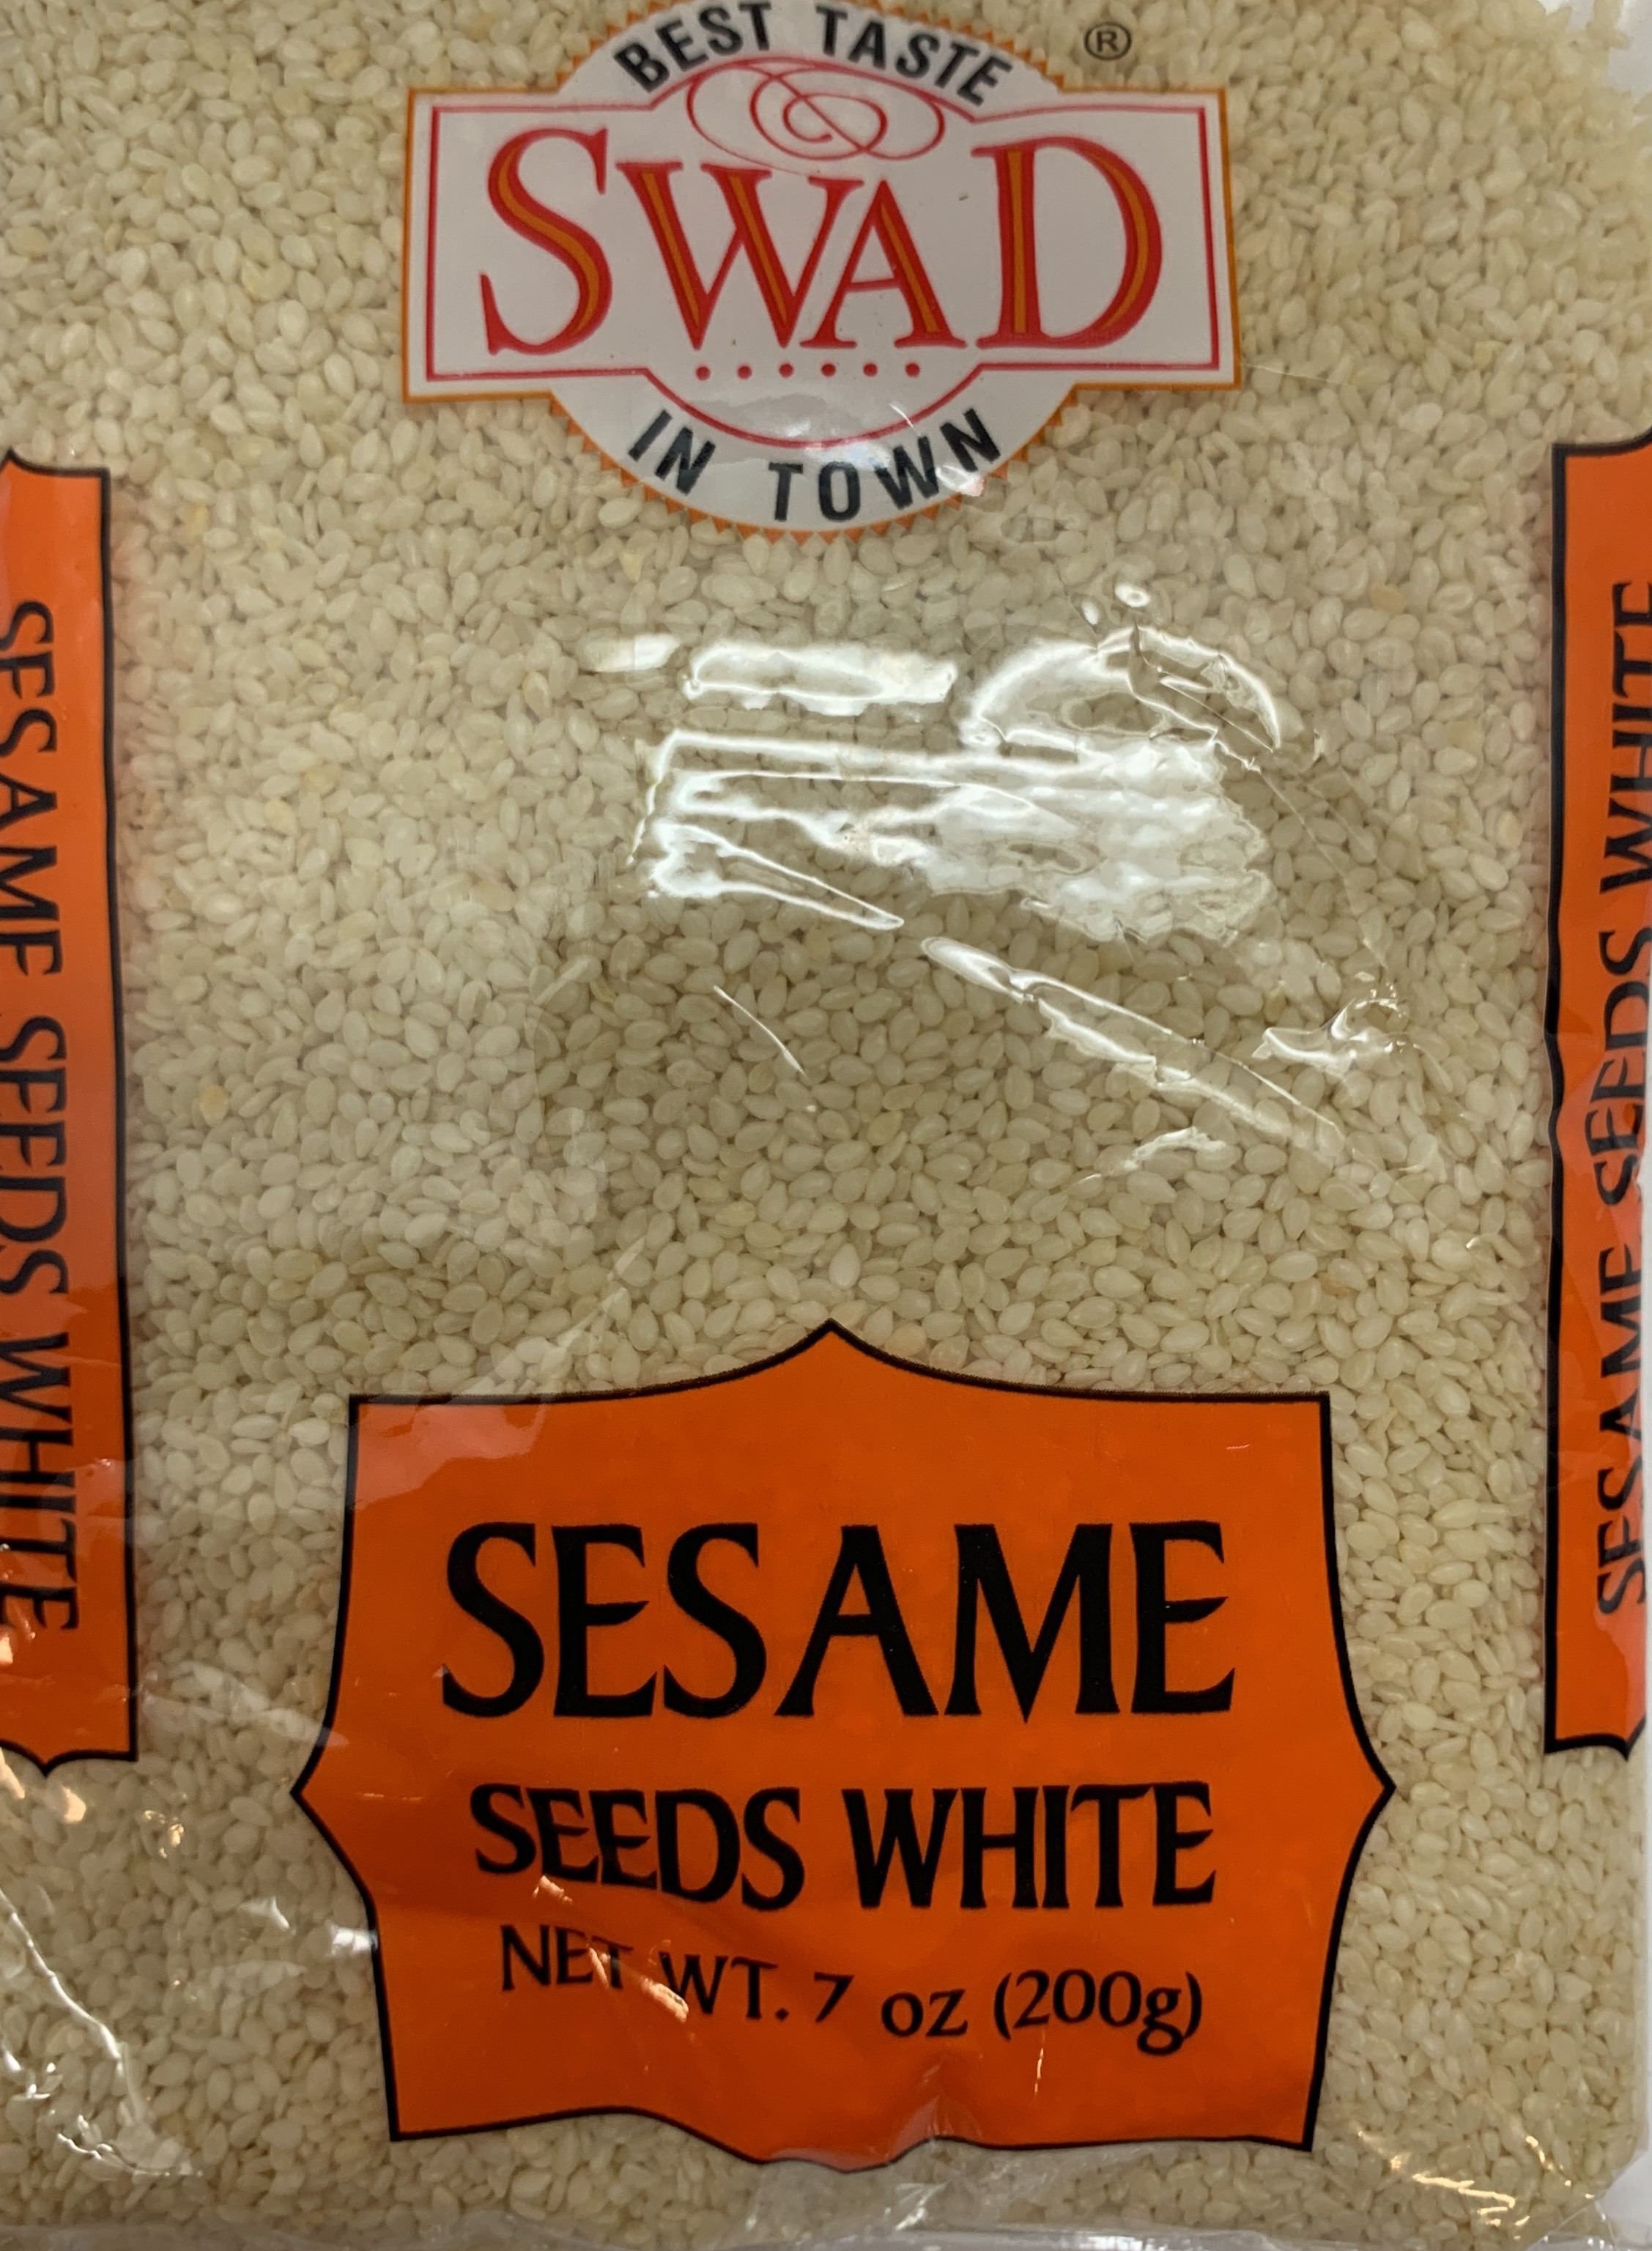 BEST TASTE
®
SWAD
IN TOWN
SESAME SEEDS WHITE
SESAME SEEDS WHITE
SESAME
SEEDS WHITE
NET WT. 7 oz (200g)